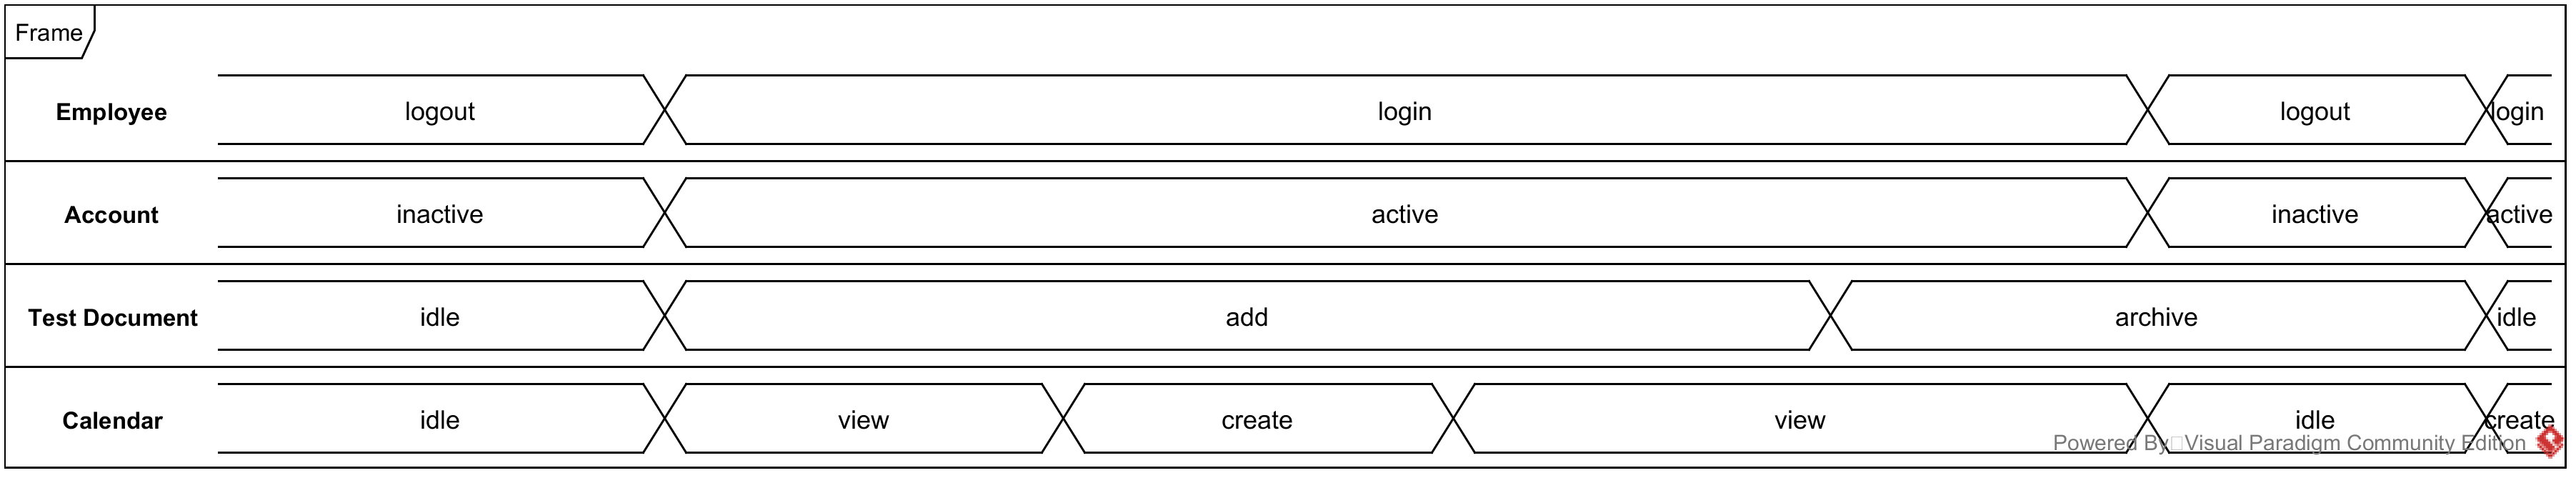 Frame
Employee logout login logout login
Account inactive active inactive active
Test Document idle add archive idle
Calendar idle view create view idle create
Powered By Visual Paradigm Community Edition